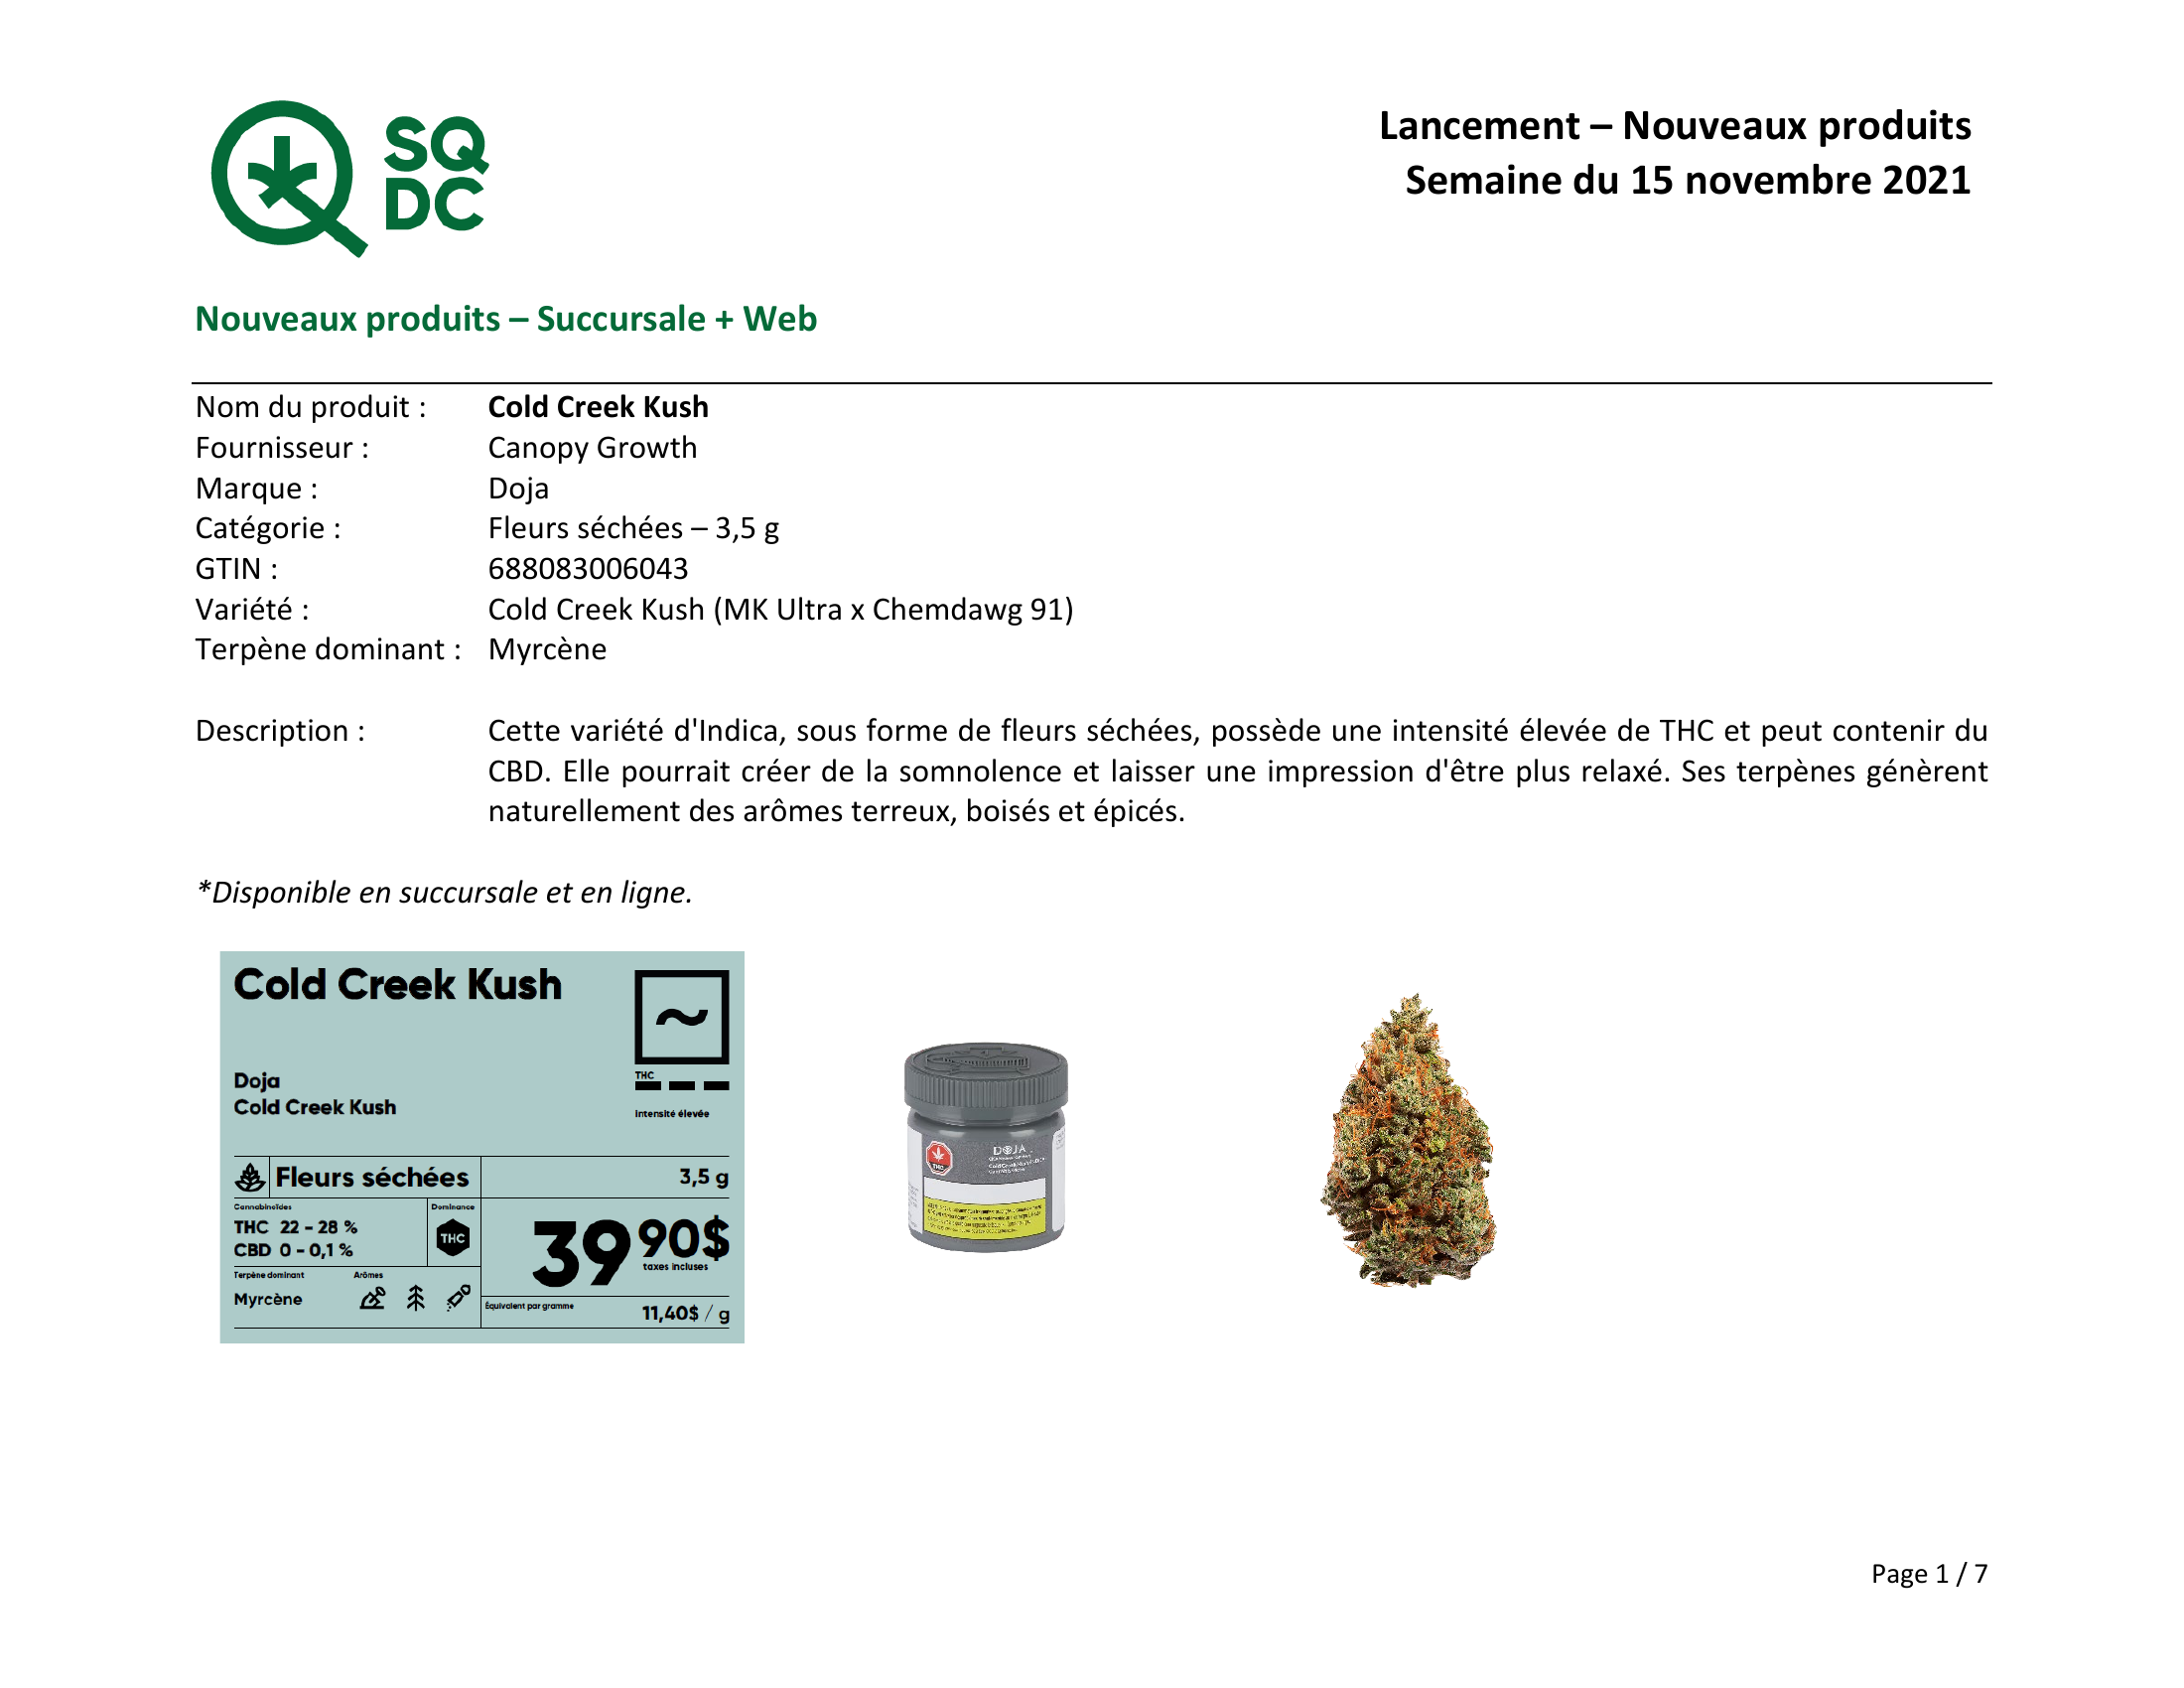 SQ
DC
Lancement – Nouveaux produits
Semaine du 15 novembre 2021
Nouveaux produits – Succursale + Web
Nom du produit : Cold Creek Kush
Fournisseur : Canopy Growth
Marque : Doja
Catégorie : Fleurs séchées – 3,5 g
GTIN : 688083006043
Variété : Cold Creek Kush (MK Ultra x Chemdawg 91)
Terpène dominant : Myrcène
Description : Cette variété d'Indica, sous forme de fleurs séchées, possède une intensité élevée de THC et peut contenir du
CBD. Elle pourrait créer de la somnolence et laisser une impression d'être plus relaxé. Ses terpènes génèrent
naturellement des arômes terreux, boisés et épicés.
*Disponible en succursale et en ligne.
Cold Creek Kush
Doja
Cold Creek Kush
THC
Intensité élevée
Fleurs séchées
3,5 g
Cannabinoïdes
THC 22 - 28 %
CBD 0 - 0,1 %
Dominance
THC
39 90$
taxes incluses
Terpène dominant
Myrcène
Arômes
Équivalent par gramme
11,40$ / g
DOJA
THC
Page 1 / 7